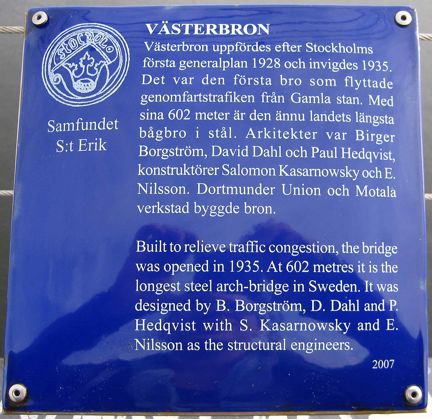 VÄSTERBRON
Västerbron uppfördes efter Stockholms
första generalplan 1928 och invigdes 1935.
Det var den första bro som flyttade
genomfartstrafiken från Gamla stan. Med
sina 602 meter är den ännu landets längsta
bågbro i stål. Arkitekter var Birger
Borgström, David Dahl och Paul Hedqvist,
konstruktörer Salomon Kasarnowsky och E.
Nilsson. Dortmunder Union och Motala
verkstad byggde bron.
Built to relieve traffic congestion, the bridge
was opened in 1935. At 602 metres it is the
longest steel arch-bridge in Sweden. It was
designed by B. Borgström, D. Dahl and P.
Hedqvist with S. Kasarnowsky and E.
Nilsson as the structural engineers.
2007
Samfundet
S:t Erik